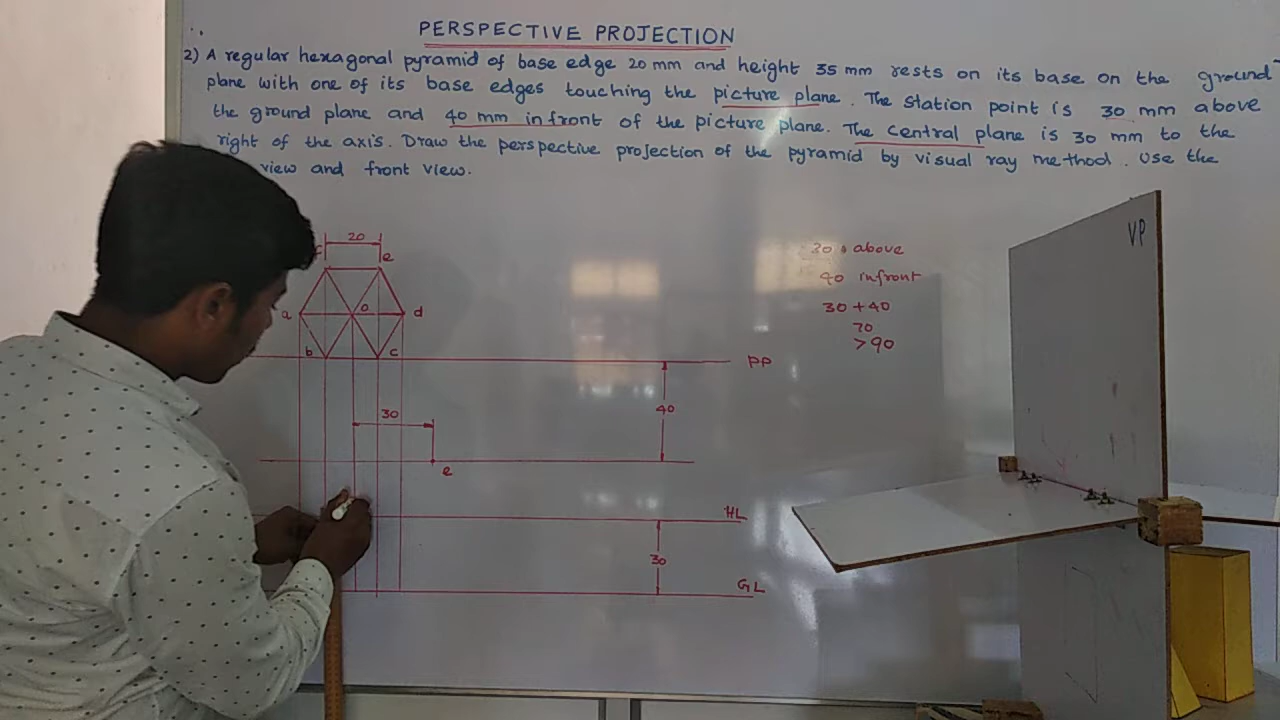 PERSPECTIVE PROJECTION
2) A regular hexagonal pyramid of base edge 20 mm and height 35 mm rests on its base on the ground
plane with one of its base edges touching the picture plane. The station point is 30 mm above
the ground plane and 40 mm infront of the picture plane. The central plane is 30 mm to the
right of the axis. Draw the perspective projection of the pyramid by visual ray method. Use the
view and front view.
VP
20
f e
30 above
40 infront
a o d
30 + 40
70
> 90
b c
PP
40
30
e
HL
30
GL